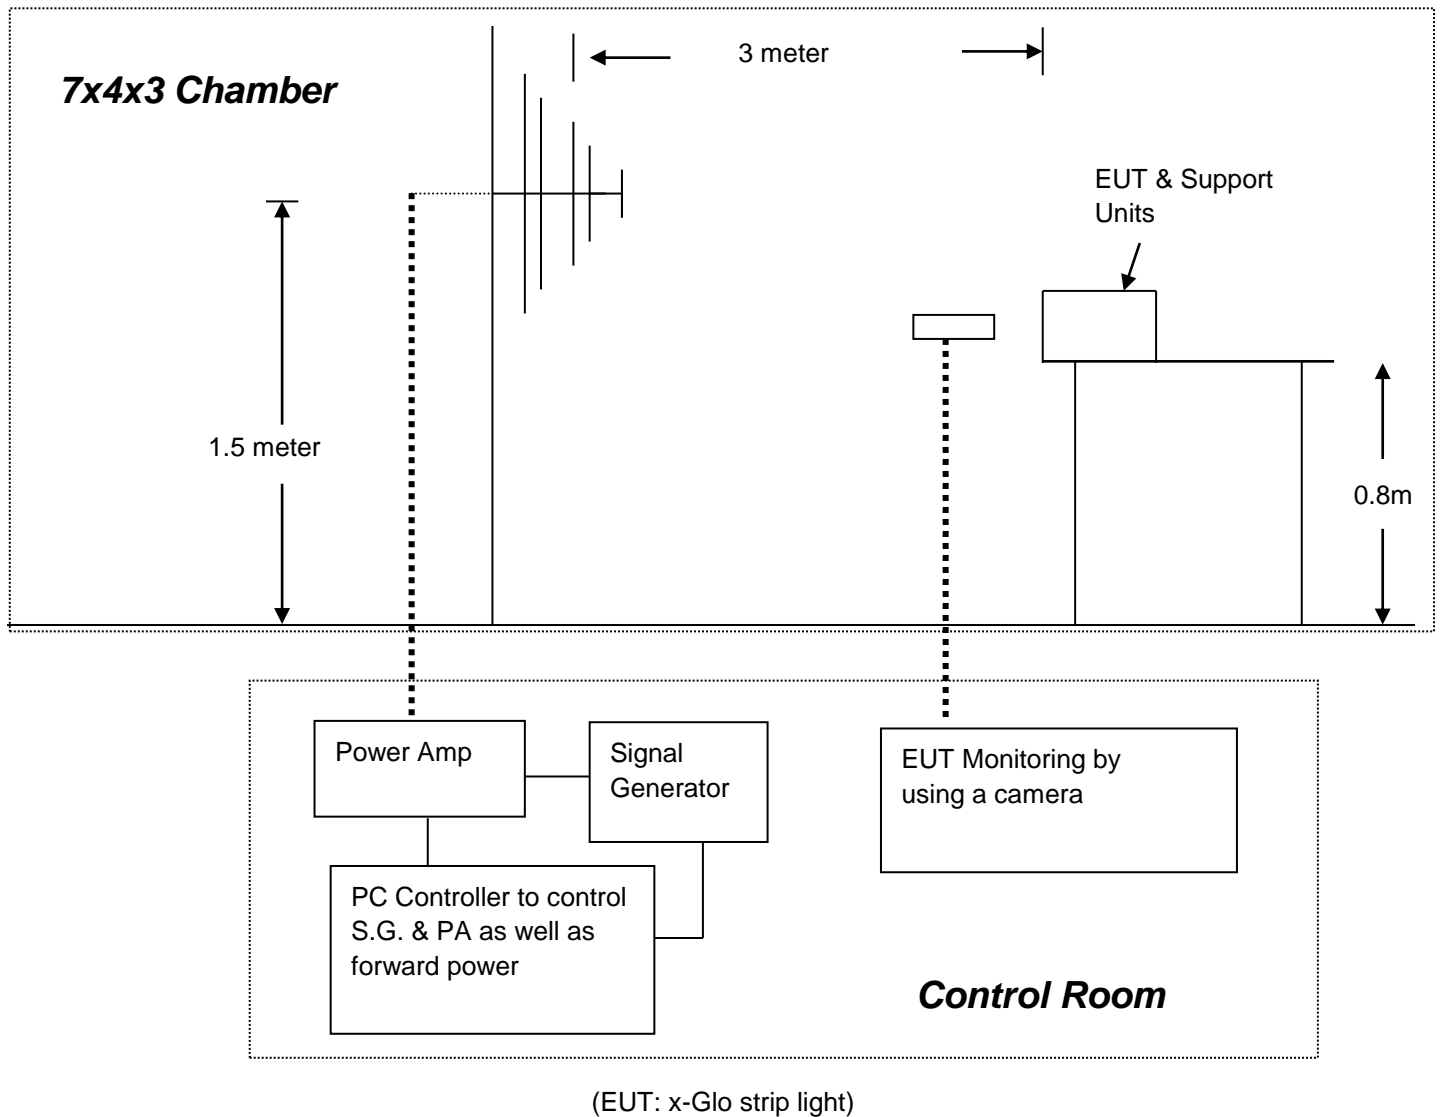 3 meter
7x4x3 Chamber
EUT & Support
Units
1.5 meter
0.8m
Power Amp
Signal
Generator
EUT Monitoring by
using a camera
PC Controller to control
S.G. & PA as well as
forward power
Control Room
(EUT: x-Glo strip light)